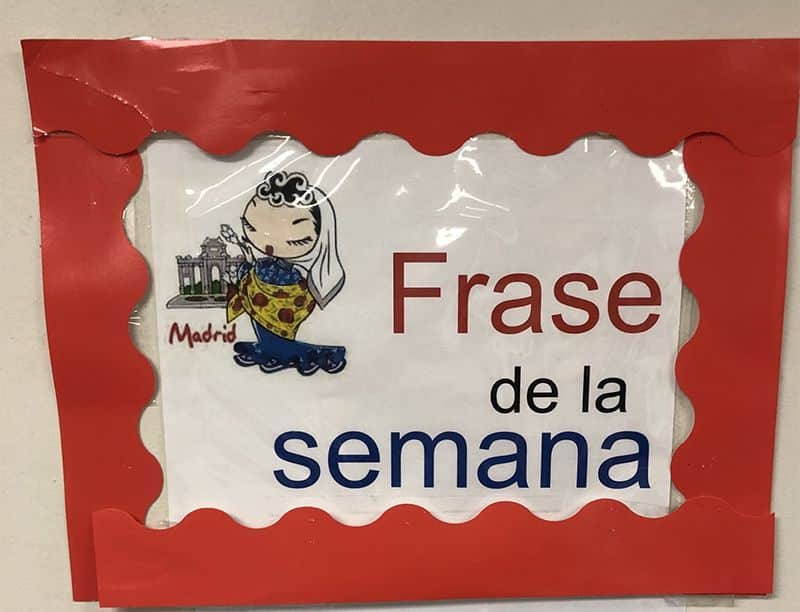 Madrid
Frase
de la
semana